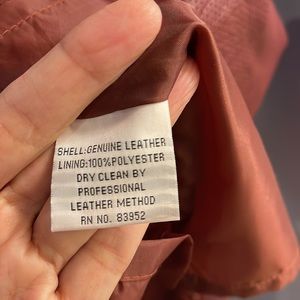 SHELL:GENUINE LEATHER
LINING:100%POLYESTER
DRY CLEAN BY
PROFESSIONAL
LEATHER METHOD
RN NO. 83952